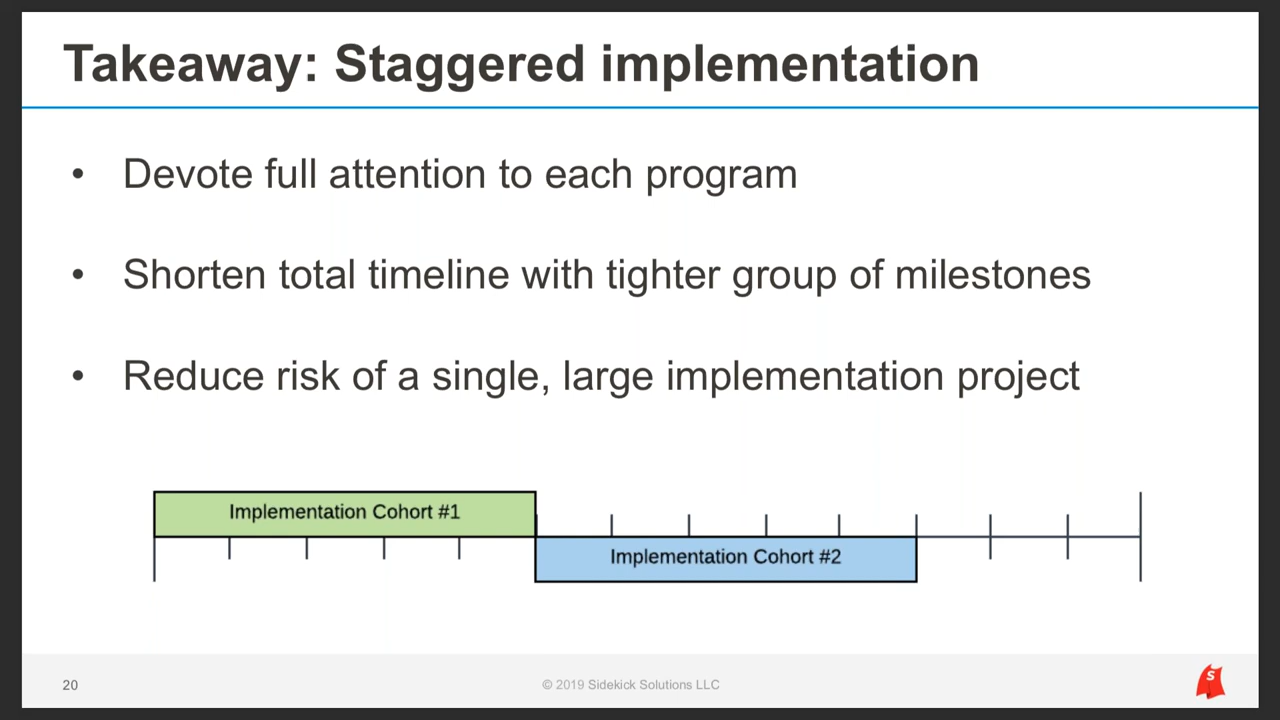 Takeaway: Staggered implementation
• Devote full attention to each program
• Shorten total timeline with tighter group of milestones
• Reduce risk of a single, large implementation project
Implementation Cohort #1
Implementation Cohort #2
20
© 2019 Sidekick Solutions LLC
S